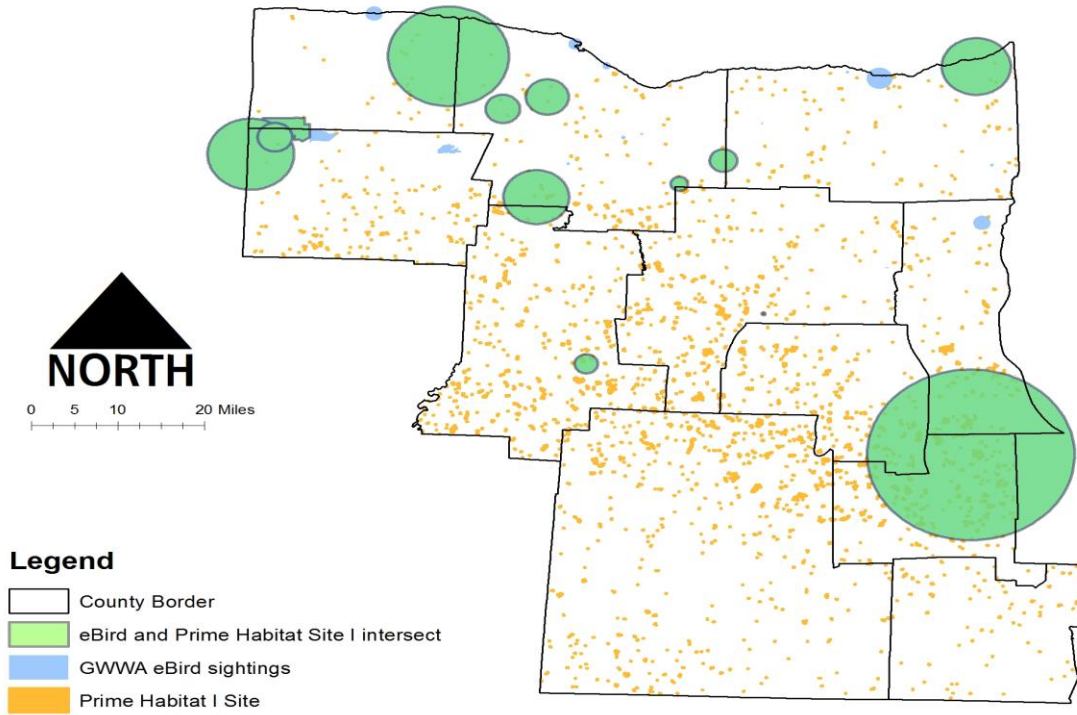 NORTH
0 5 10 20 Miles
Legend
County Border
eBird and Prime Habitat Site I intersect
GWWA eBird sightings
Prime Habitat I Site